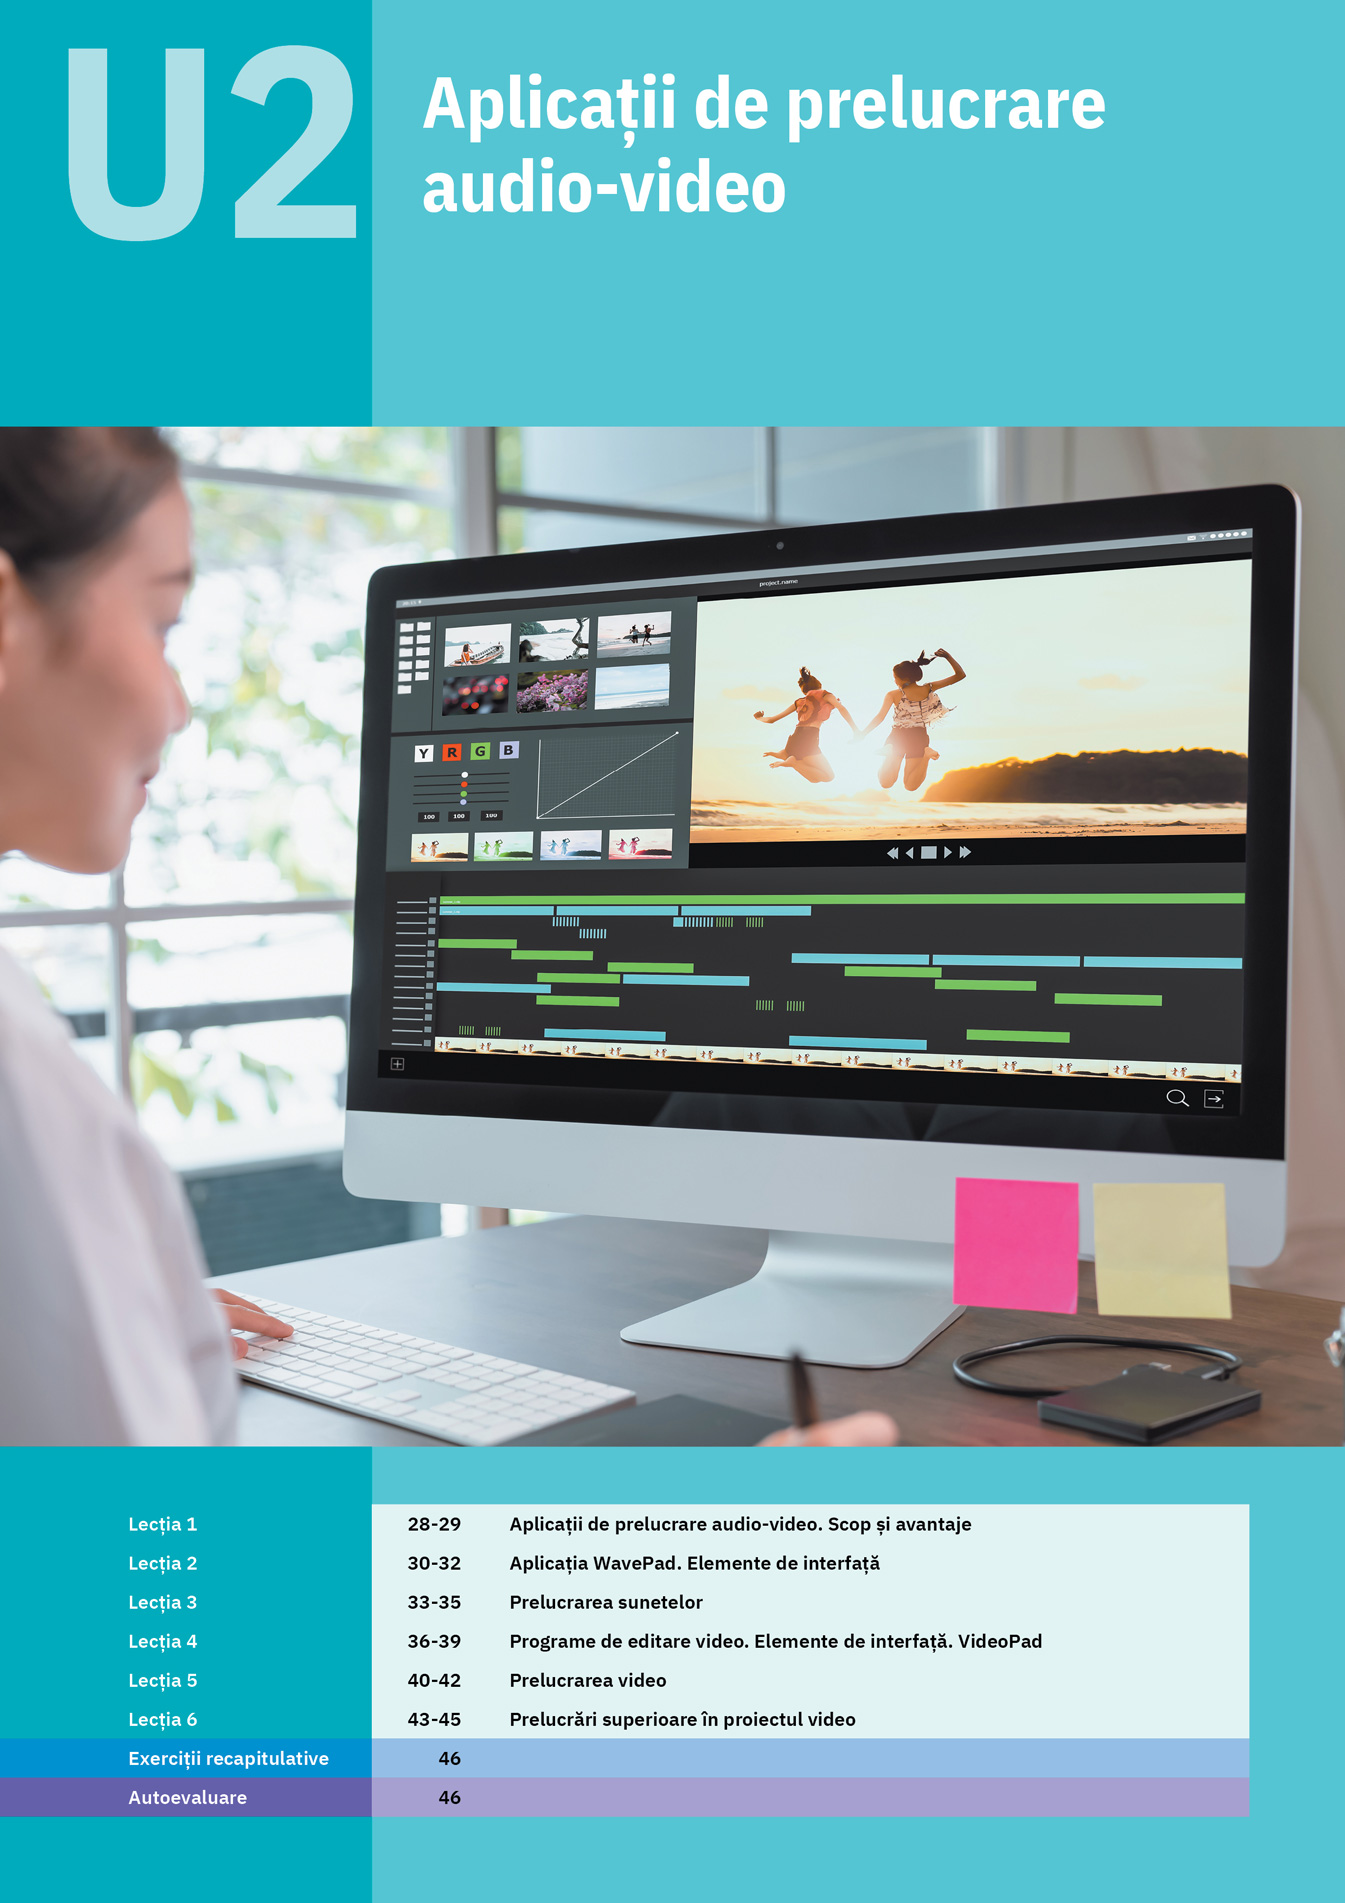 U2
Aplicații de prelucrare
audio-video
project.name
Y R G B
100 100 100
Lecția 1 28-29 Aplicații de prelucrare audio-video. Scop și avantaje
Lecția 2 30-32 Aplicația WavePad. Elemente de interfață
Lecția 3 33-35 Prelucrarea sunetelor
Lecția 4 36-39 Programe de editare video. Elemente de interfață. VideoPad
Lecția 5 40-42 Prelucrarea video
Lecția 6 43-45 Prelucrări superioare în proiectul video
Exerciții recapitulative 46
Autoevaluare 46